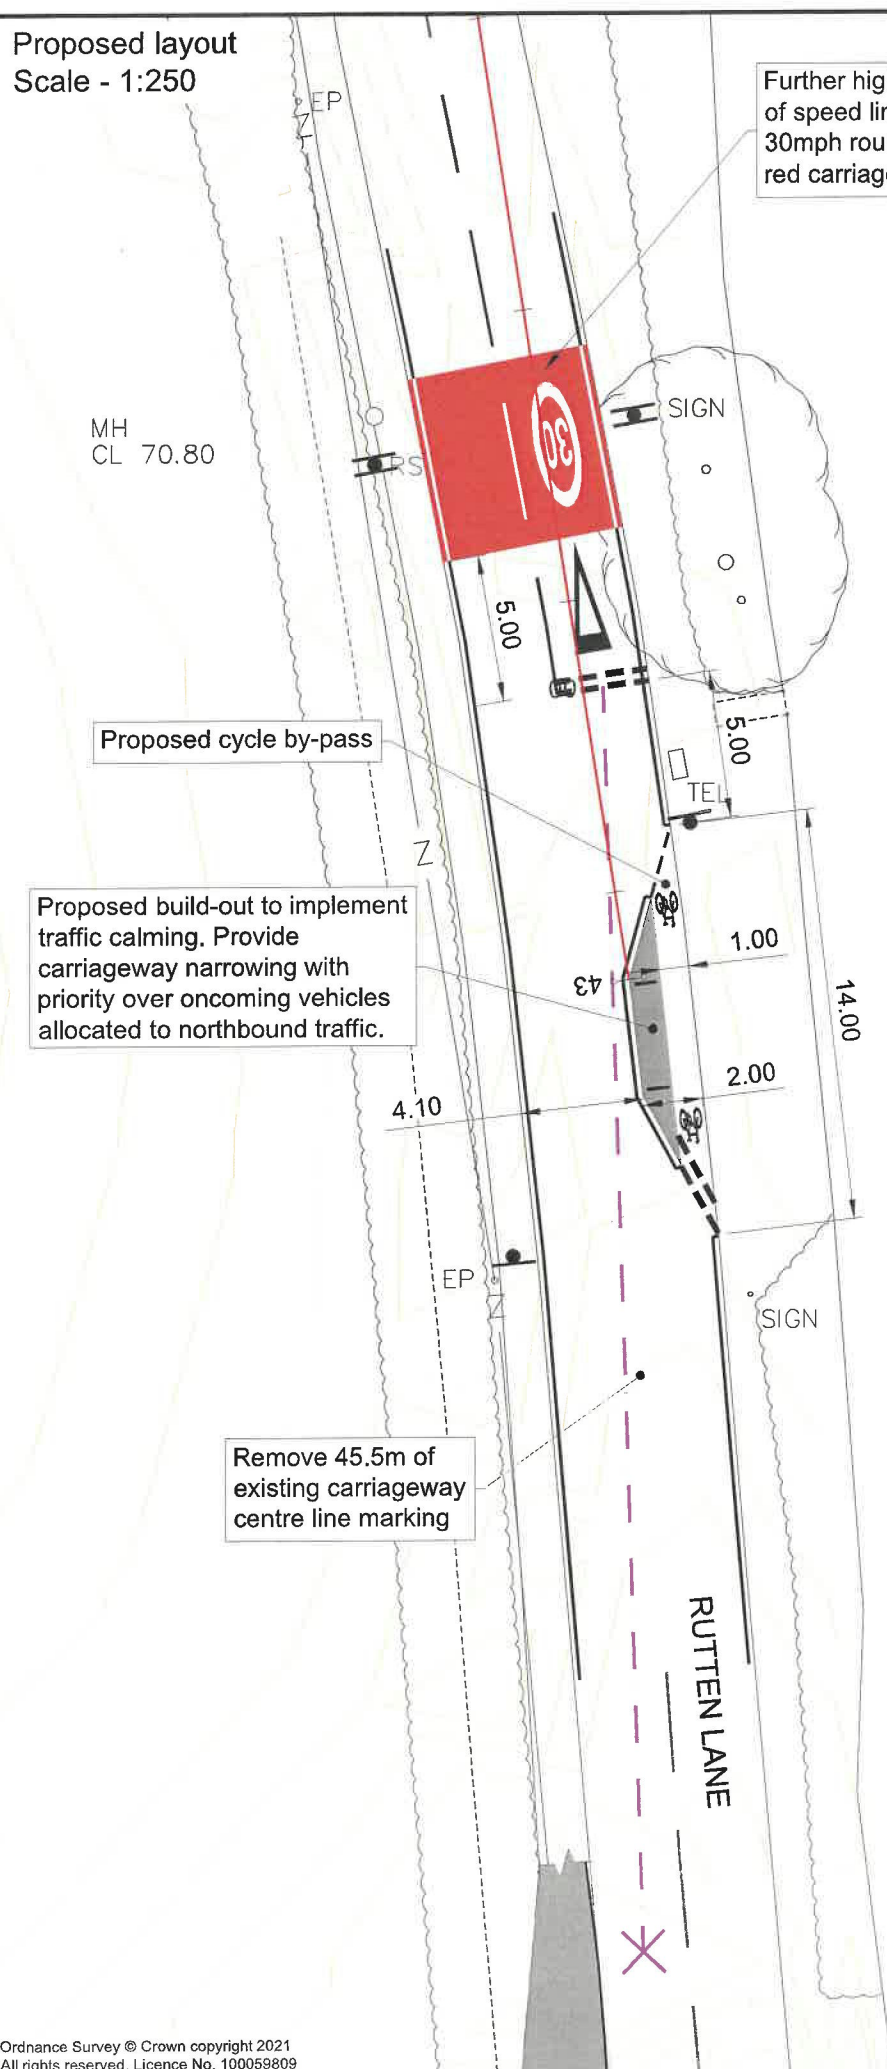 Proposed layout
Scale - 1:250
EP
Further hig
of speed lir
30mph rou
red carriag
MH
CL 70.80
RS
30
SIGN
5.00
Proposed cycle by-pass
5.00
TEL
Z
Proposed build-out to implement
traffic calming. Provide
carriageway narrowing with
priority over oncoming vehicles
allocated to northbound traffic.
43
1.00
14.00
2.00
4.10
EP
SIGN
Remove 45.5m of
existing carriageway
centre line marking
RUTTEN LANE
Ordnance Survey © Crown copyright 2021
All rights reserved. Licence No. 100059809